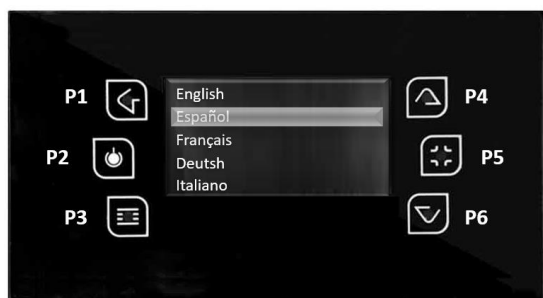 P1
P2
P3
English
Español
Français
Deutsh
Italiano
P4
P5
P6